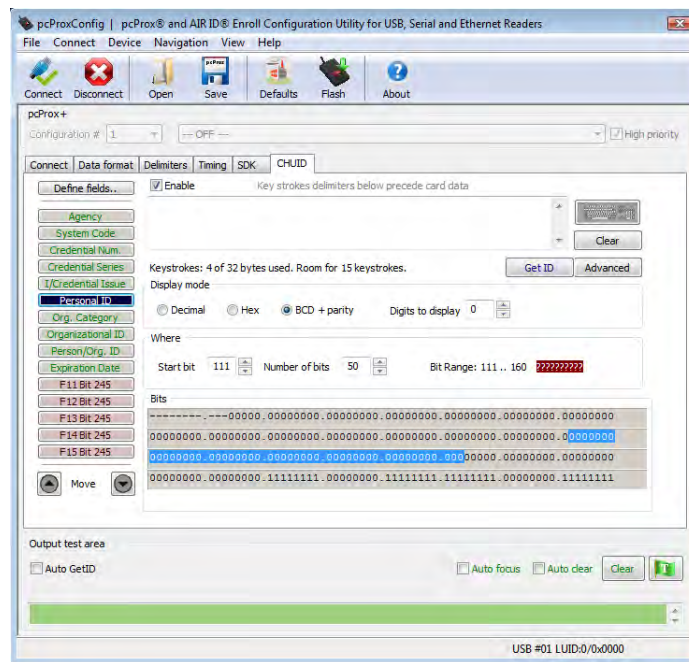 pcProxConfig | pcProx® and AIR ID® Enroll Configuration Utility for USB, Serial and Ethernet Readers
File Connect Device Navigation View Help
pcProx
Connect Disconnect Open Save Defaults Flash About
pcProx+
Configuration # 1 --- OFF --- High priority
Connect Data format Delimiters Timing SDK CHUID
Define fields.. Enable Key strokes delimiters below precede card data
Agency
System Code Clear
Credential Num.
Credential Series Keystrokes: 4 of 32 bytes used. Room for 15 keystrokes. Get ID Advanced
I/Credential Issue Display mode
Personal ID Decimal Hex BCD + parity Digits to display 0
Org. Category
Organizational ID Where
Person/Org. ID
Expiration Date Start bit 111 Number of bits 50 Bit Range: 111 .. 160 ??????????
F11 Bit 245
F12 Bit 245 Bits
F13 Bit 245 --------.---00000.00000000.00000000.00000000.00000000.00000000.00000000
F14 Bit 245 00000000.00000000.00000000.00000000.00000000.00000000.00000000.00000000
F15 Bit 245 00000000.00000000.00000000.00000000.00000000.00000000.00000000.00000000
Move 00000000.00000000.11111111.00000000.11111111.11111111.00000000.11111111
Output test area
Auto GetID Auto focus Auto clear Clear
USB #01 LUID:0/0x0000